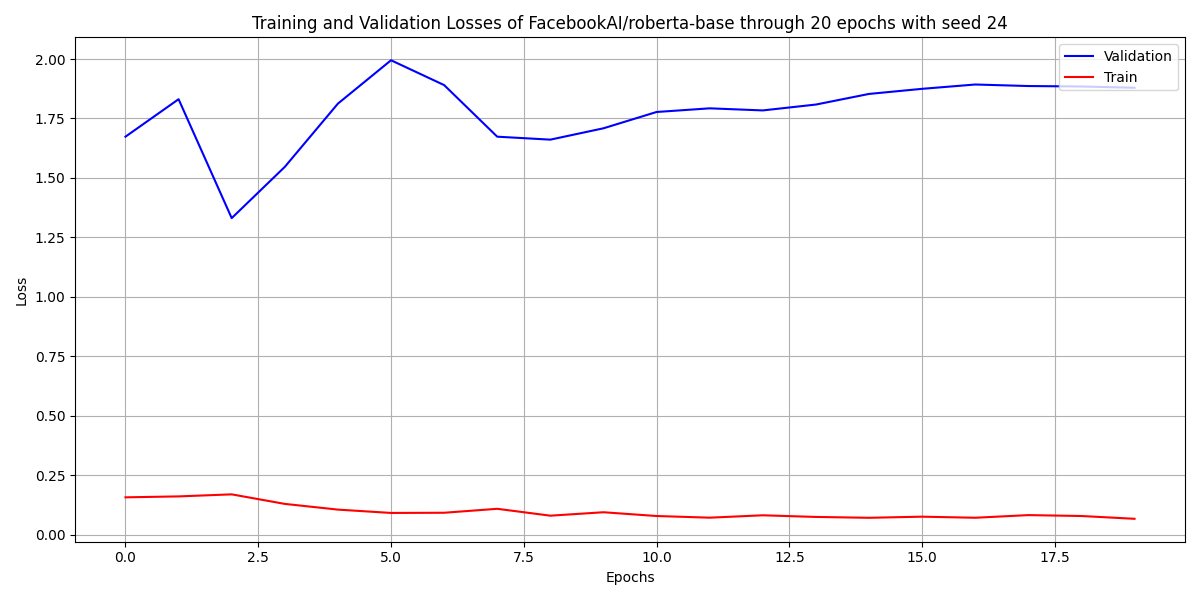 Training and Validation Losses of FacebookAI/roberta-base through 20 epochs with seed 24
Validation
Train
2.00
1.75
1.50
1.25
1.00
0.75
0.50
0.25
0.00
Loss
0.0 2.5 5.0 7.5 10.0 12.5 15.0 17.5
Epochs